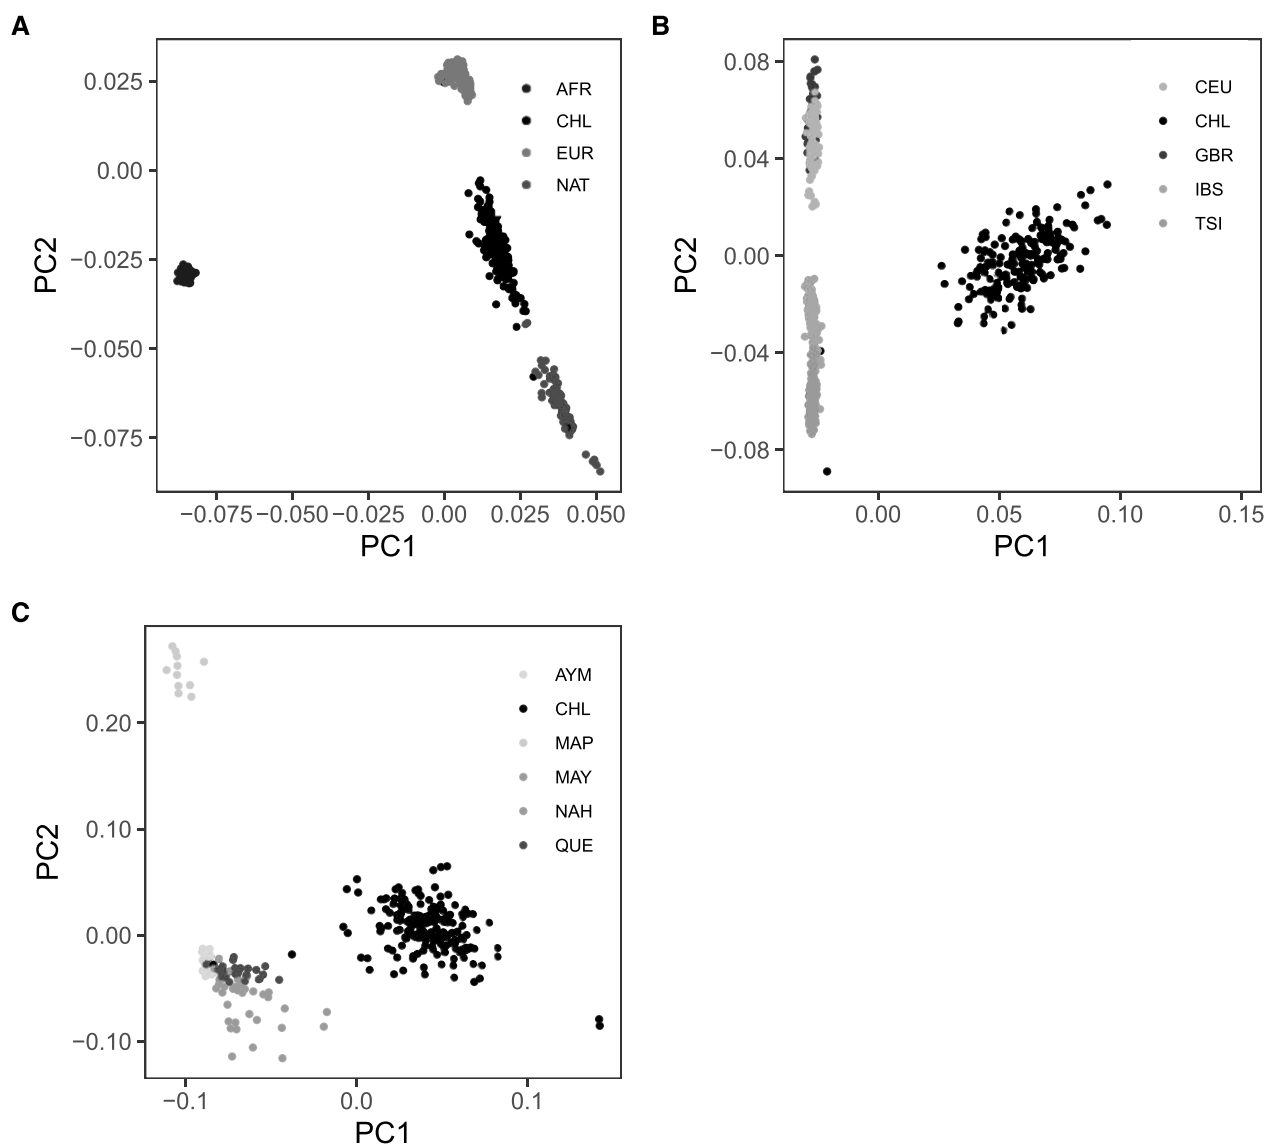 A
PC2
0.025
0.00
−0.025
−0.050
−0.075
−0.075 −0.050 −0.025 0.00 0.025 0.050
PC1
AFR
CHL
EUR
NAT
B
PC2
0.08
0.04
0.00
−0.04
−0.08
0.00 0.05 0.10 0.15
PC1
CEU
CHL
GBR
IBS
TSI
C
PC2
0.20
0.10
0.00
−0.10
−0.1 0.0 0.1
PC1
AYM
CHL
MAP
MAY
NAH
QUE